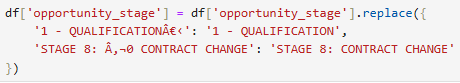 df['opportunity_stage'] = df['opportunity_stage'].replace({
    '1 - QUALIFICATIONÂ€‹': '1 - QUALIFICATION',
    'STAGE 8: Â‚¬0 CONTRACT CHANGE': 'STAGE 8: CONTRACT CHANGE'
})